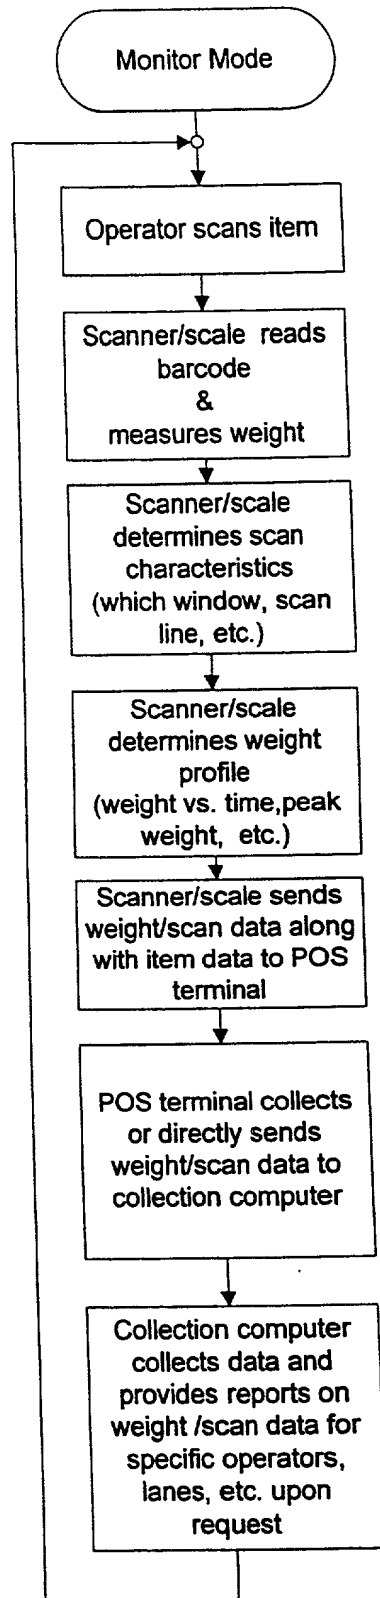 Monitor Mode
Operator scans item
Scanner/scale reads
barcode
&
measures weight
Scanner/scale
determines scan
characteristics
(which window, scan
line, etc.)
Scanner/scale
determines weight
profile
(weight vs. time,peak
weight, etc.)
Scanner/scale sends
weight/scan data along
with item data to POS
terminal
POS terminal collects
or directly sends
weight/scan data to
collection computer
Collection computer
collects data and
provides reports on
weight /scan data for
specific operators,
lanes, etc. upon
request